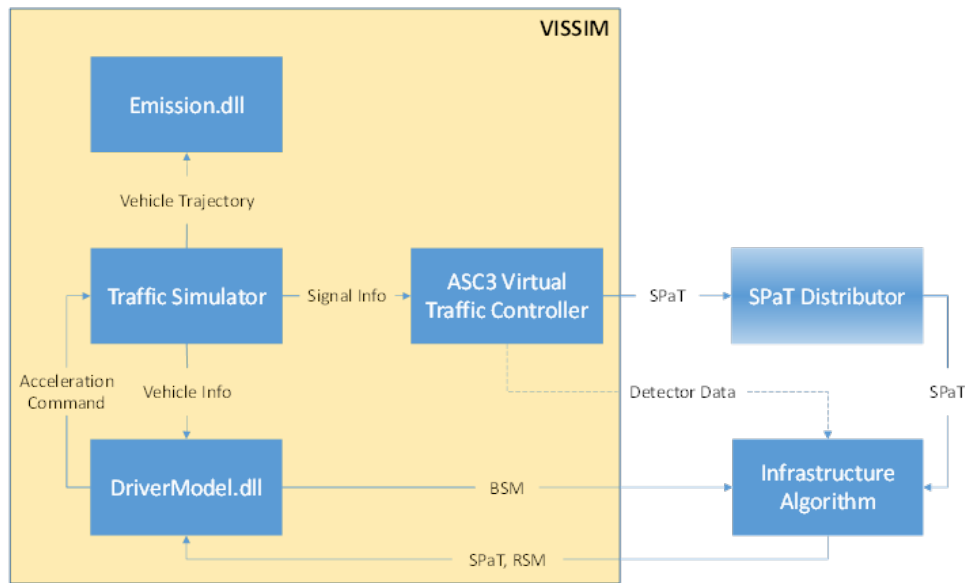 VISSIM
Emission.dll
Vehicle Trajectory
Traffic Simulator
Signal Info
ASC3 Virtual
Traffic Controller
SPaT
SPaT Distributor
Acceleration
Command
Vehicle Info
Detector Data
SPaT
DriverModel.dll
BSM
Infrastructure
Algorithm
SPaT, RSM